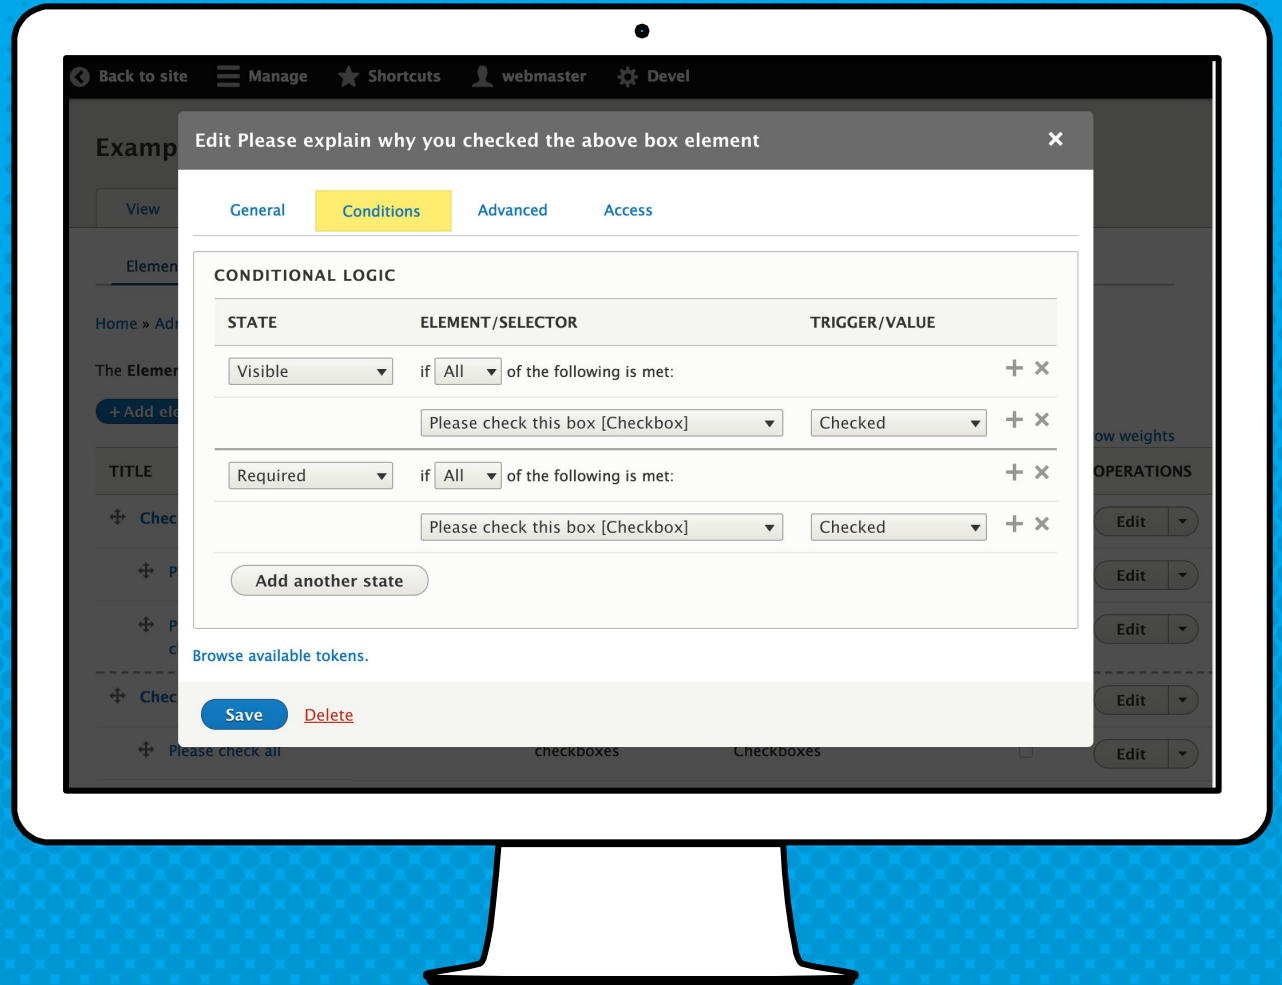 Back to site Manage Shortcuts webmaster Devel
Examp
Edit Please explain why you checked the above box element
View
General Conditions Advanced Access
Elemen
CONDITIONAL LOGIC
STATE ELEMENT/SELECTOR TRIGGER/VALUE
Home » Adr
The Elemer
Visible if All of the following is met:
+ Add ele
Please check this box [Checkbox] Checked
ow weights
TITLE OPERATIONS
Required if All of the following is met:
Chec Edit
Please check this box [Checkbox] Checked
P Edit
Add another state
P Edit
c
Browse available tokens.
Chec Edit
Save Delete
Please check all checkboxes Checkboxes Edit